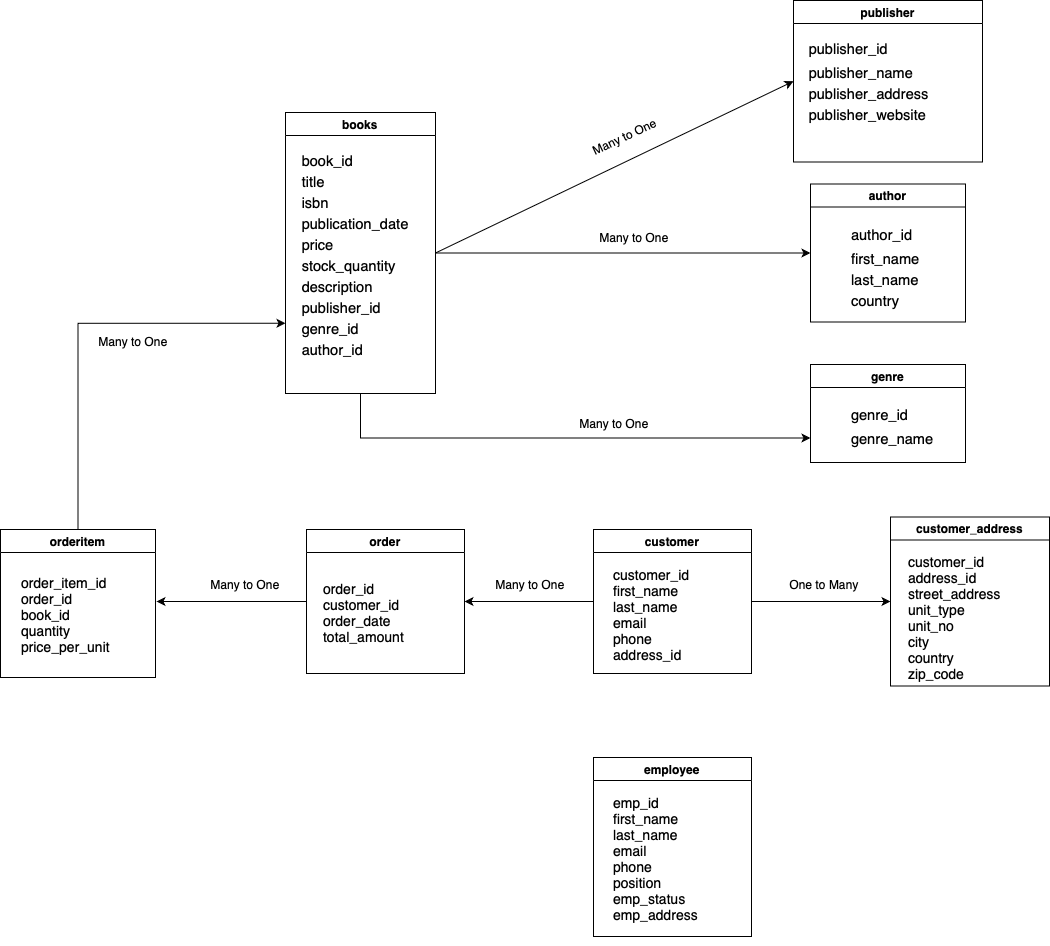 publisher
publisher_id
publisher_name
publisher_address
publisher_website
books
book_id
title
isbn
publication_date
price
stock_quantity
description
publisher_id
genre_id
author_id
Many to One
author
author_id
first_name
last_name
country
Many to One
Many to One
genre
genre_id
genre_name
Many to One
orderitem
order_item_id
order_id
book_id
quantity
price_per_unit
Many to One
order
order_id
customer_id
order_date
total_amount
Many to One
customer
customer_id
first_name
last_name
email
phone
address_id
One to Many
customer_address
customer_id
address_id
street_address
unit_type
unit_no
city
country
zip_code
employee
emp_id
first_name
last_name
email
phone
position
emp_status
emp_address